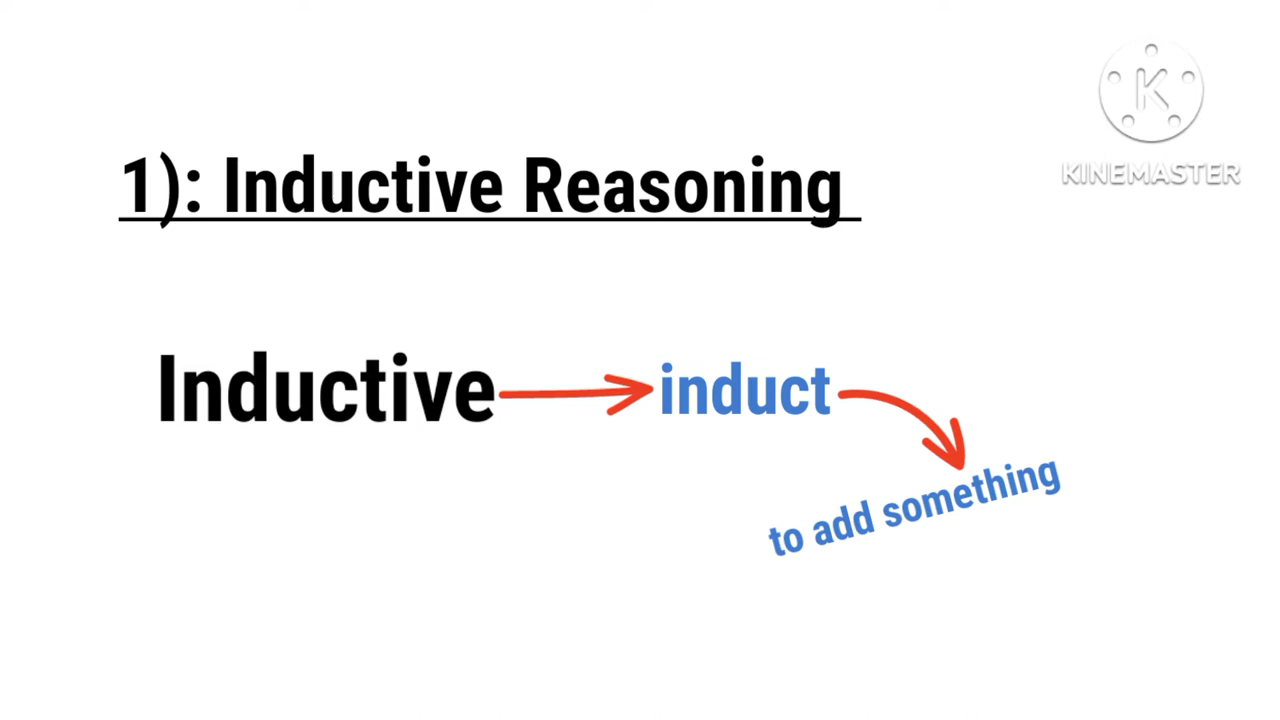 K
KINEMASTER
1): Inductive Reasoning
Inductive
induct
to add something